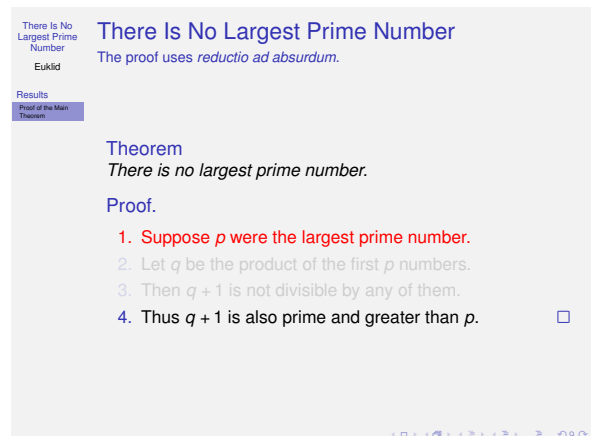 There Is No
Largest Prime
Number
Euklid
Results
Proof of the Main
Theorem
There Is No Largest Prime Number
The proof uses reductio ad absurdum.
Theorem
There is no largest prime number.
Proof.
1. Suppose p were the largest prime number.
2. Let q be the product of the first p numbers.
3. Then q + 1 is not divisible by any of them.
4. Thus q + 1 is also prime and greater than p.